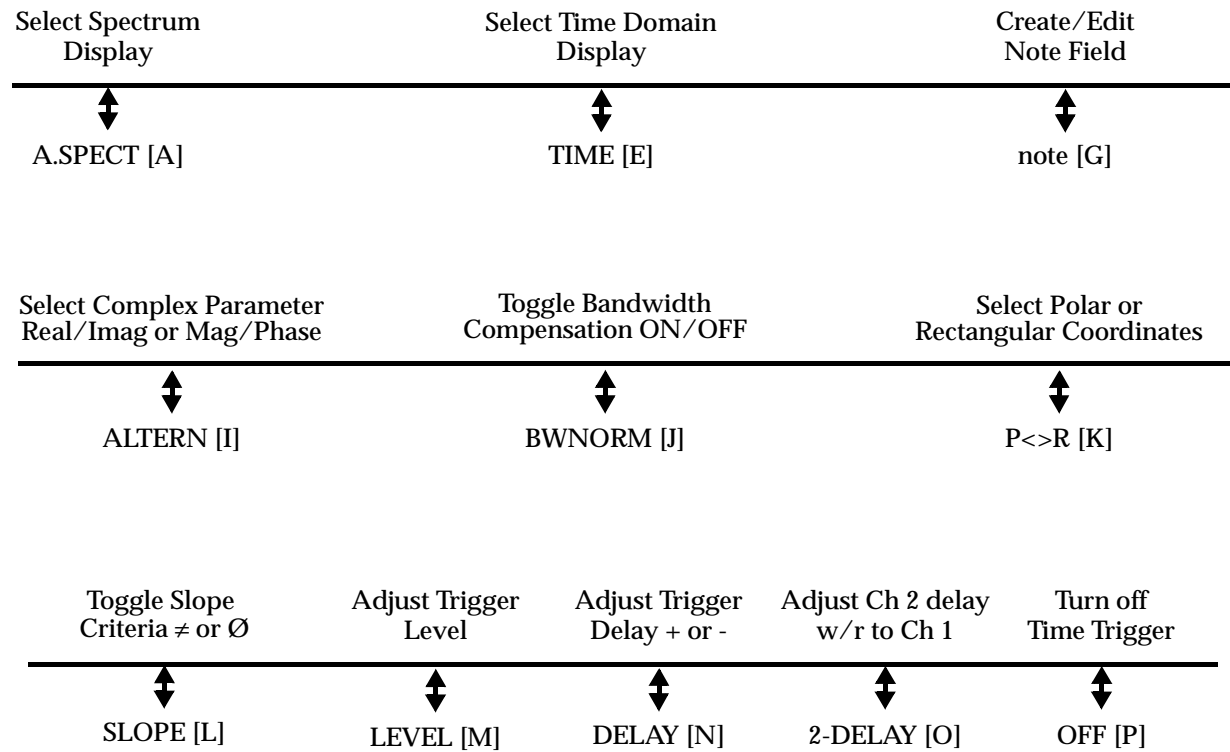 Select Spectrum
Display
Select Time Domain
Display
Create/Edit
Note Field
A.SPECT [A]
TIME [E]
note [G]
Select Complex Parameter
Real/Imag or Mag/Phase
Toggle Bandwidth
Compensation ON/OFF
Select Polar or
Rectangular Coordinates
ALTERN [I]
BWNORM [J]
P<>R [K]
Toggle Slope
Criteria ≠ or Ø
Adjust Trigger
Level
Adjust Trigger
Delay + or -
Adjust Ch 2 delay
w/r to Ch 1
Turn off
Time Trigger
SLOPE [L]
LEVEL [M]
DELAY [N]
2-DELAY [O]
OFF [P]